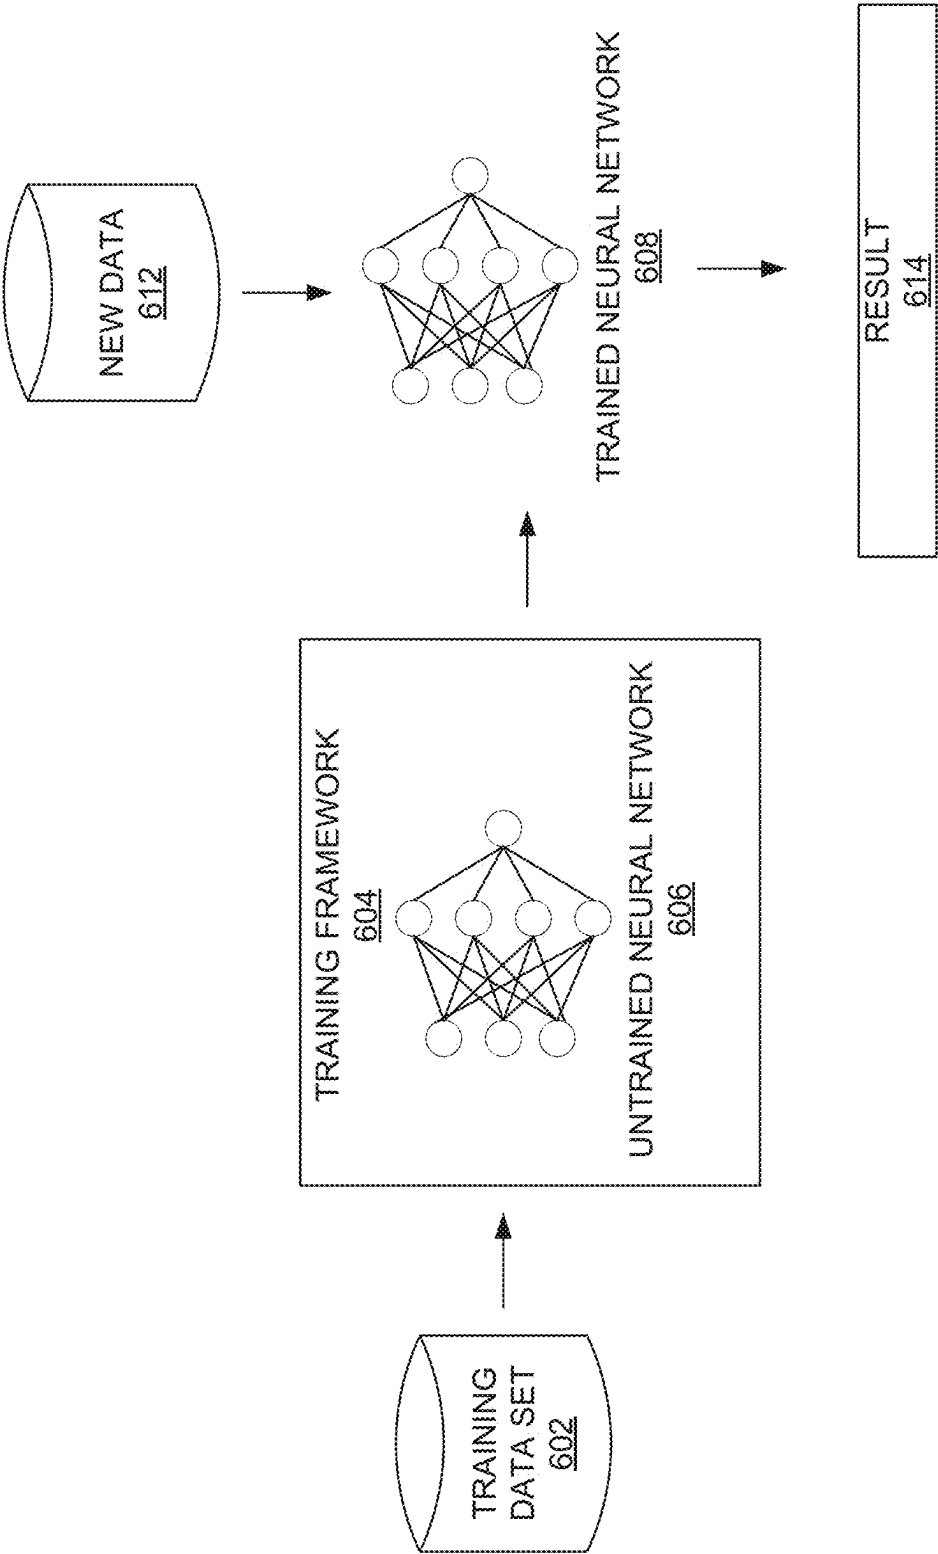 TRAINING
DATA SET
602
TRAINING FRAMEWORK
604
UNTRAINED NEURAL NETWORK
606
NEW DATA
612
TRAINED NEURAL NETWORK
608
RESULT
614